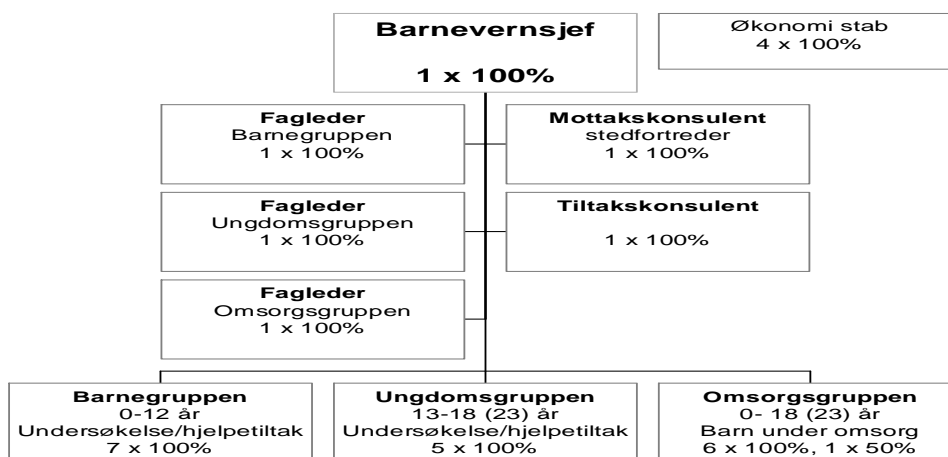 Barnevernsjef
1 x 100%
Økonomi stab
4 x 100%
Fagleder
Barnegruppen
1 x 100%
Mottakskonsulent
stedfortreder
1 x 100%
Fagleder
Ungdomsgruppen
1 x 100%
Tiltakskonsulent
1 x 100%
Fagleder
Omsorgsgruppen
1 x 100%
Barnegruppen
0-12 år
Undersøkelse/hjelpetiltak
7 x 100%
Ungdomsgruppen
13-18 (23) år
Undersøkelse/hjelpetiltak
5 x 100%
Omsorgsgruppen
0- 18 (23) år
Barn under omsorg
6 x 100%, 1 x 50%